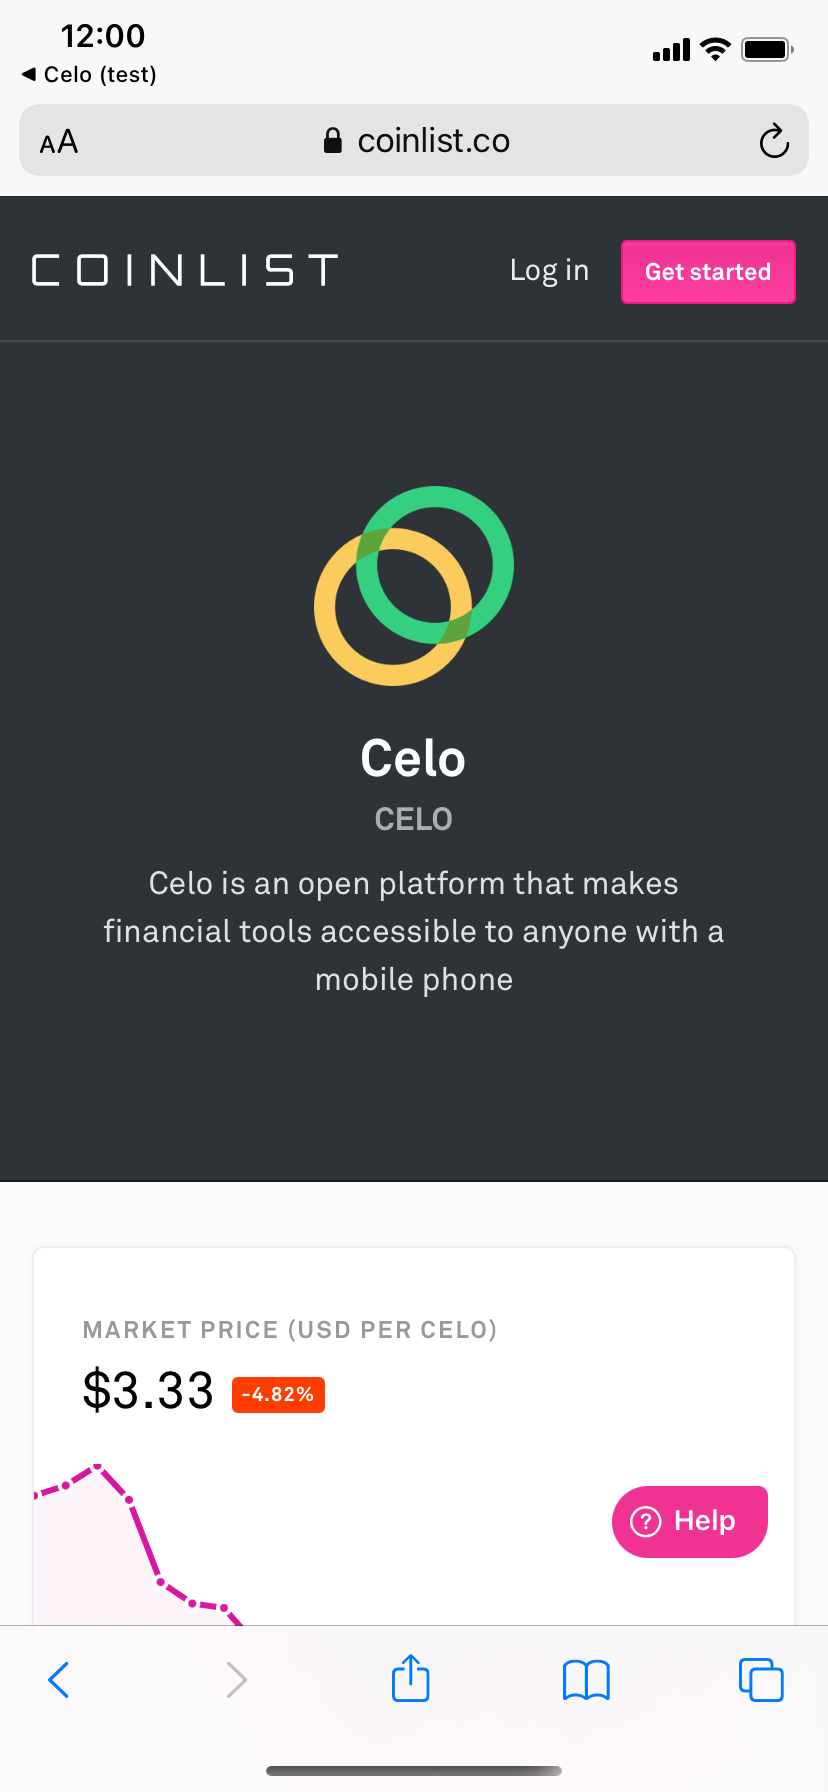 12:00
◀ Celo (test)
AA
coinlist.co
COINLIST
Log in
Get started
Celo
CELO
Celo is an open platform that makes
financial tools accessible to anyone with a
mobile phone
MARKET PRICE (USD PER CELO)
$3.33 -4.82%
? Help